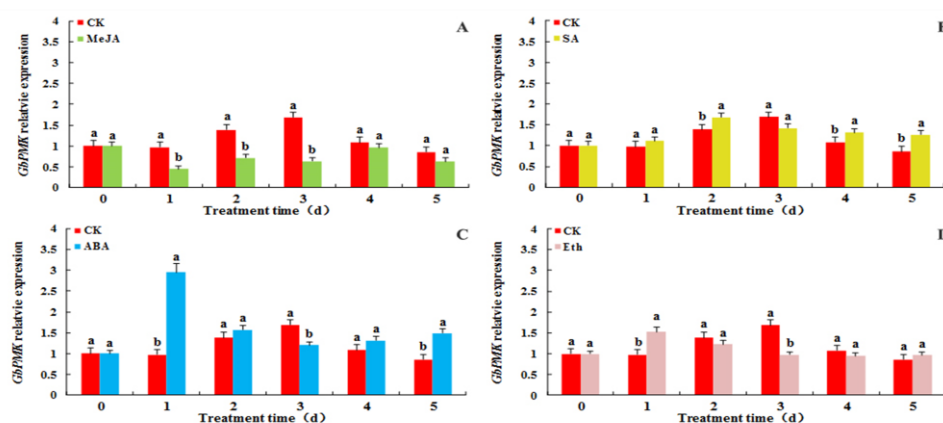 GbPMK relatvie expression
4
3.5
3
2.5
2
1.5
1
0.5
0
CK
MeJA
A
a a a b a b a b a a a a
0 1 2 3 4 5
Treatment time（d）
GbPMK relatvie expression
4
3.5
3
2.5
2
1.5
1
0.5
0
CK
SA
a a a a b a a a b a b a
0 1 2 3 4 5
Treatment time（d）
GbPMK relatvie expression
4
3.5
3
2.5
2
1.5
1
0.5
0
CK
ABA
C
a a b a a a a b a a b a
0 1 2 3 4 5
Treatment time（d）
GbPMK relatvie expression
4
3.5
3
2.5
2
1.5
1
0.5
0
CK
Eth
a a b a a a a b a a a a
0 1 2 3 4 5
Treatment time（d）